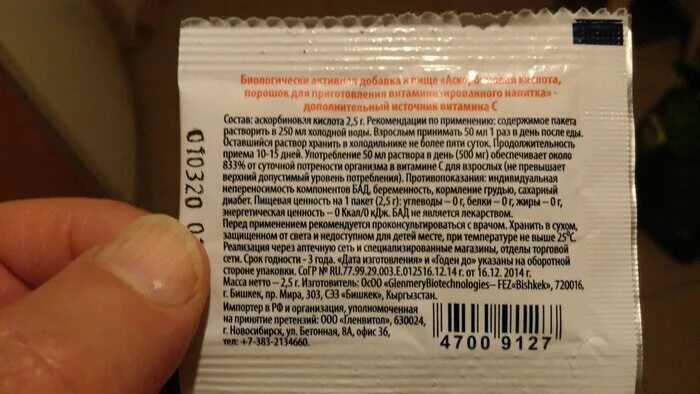 Биологически активная добавка к пище «Аскорбиновая кислота,
порошок для приготовления витаминизированного напитка» -
дополнительный источник витамина С
Состав: аскорбиновая кислота 2,5 г. Рекомендации по применению: содержимое пакета
растворить в 250 мл холодной воды. Взрослым принимать 50 мл 1 раз в день после еды.
Оставшийся раствор хранить в холодильнике не более пяти суток. Продолжительность
приема 10-15 дней. Употребление 50 мл раствора в день (500 мг) обеспечивает около
833% от суточной потребности организма в витамине С для взрослых (не превышает
верхний допустимый уровень потребления). Противопоказания: индивидуальная
непереносимость компонентов БАД, беременность, кормление грудью, сахарный
диабет. Пищевая ценность на 1 пакет (2,5 г): углеводы – 0 г, белки – 0 г, жиры – 0 г,
энергетическая ценность – 0 Ккал/0 кДж. БАД не является лекарством.
Перед применением рекомендуется проконсультироваться с врачом. Хранить в сухом,
защищенном от света и недоступном для детей месте, при температуре не выше 25°С.
Реализация через аптечную сеть и специализированные магазины, отделы торговой
сети. Срок годности - 3 года. «Дата изготовления» и «Годен до» указаны на оборотной
стороне упаковки. СоГР № RU.77.99.29.003.Е.012516.12.14 г. от 16.12. 2014 г.
Масса нетто – 2,5 г. Изготовитель: ОсОО «GlenmeryBiotechnologies– FEZ«Bishkek», 720016,
г. Бишкек, пр. Мира, 303, СЭЗ «Бишкек», Кыргызстан.
Импортер в РФ и организация, уполномоченная
на принятие претензий: ООО «Гленвитол», 630024,
г. Новосибирск, ул. Бетонная, 8А, офис 36,
тел: +7-383-2134660.
4700 9127
010320